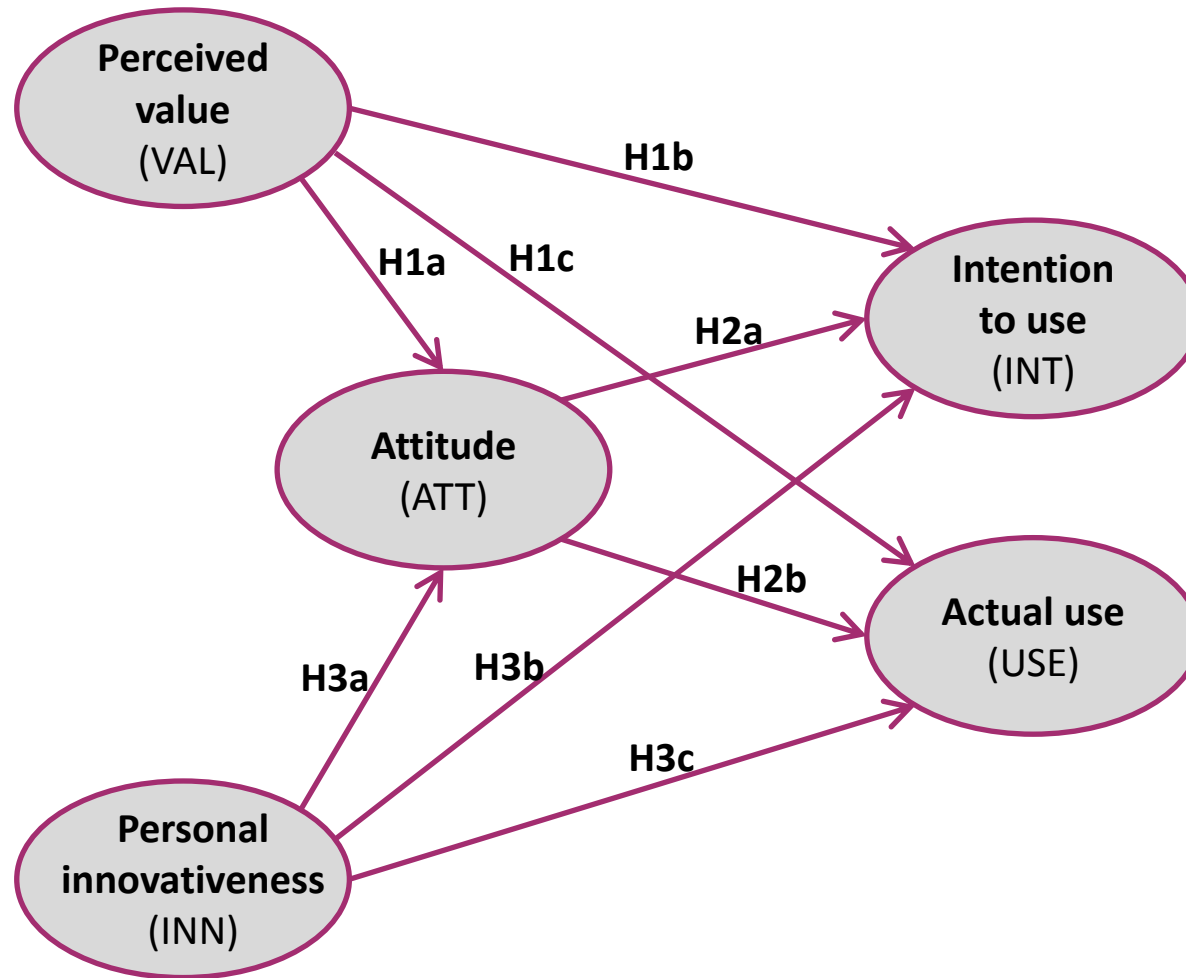 Perceived
value
(VAL)
H1b
H1a
H1c
Intention
to use
(INT)
H2a
Attitude
(ATT)
H2b
Actual use
(USE)
H3a
H3b
H3c
Personal
innovativeness
(INN)